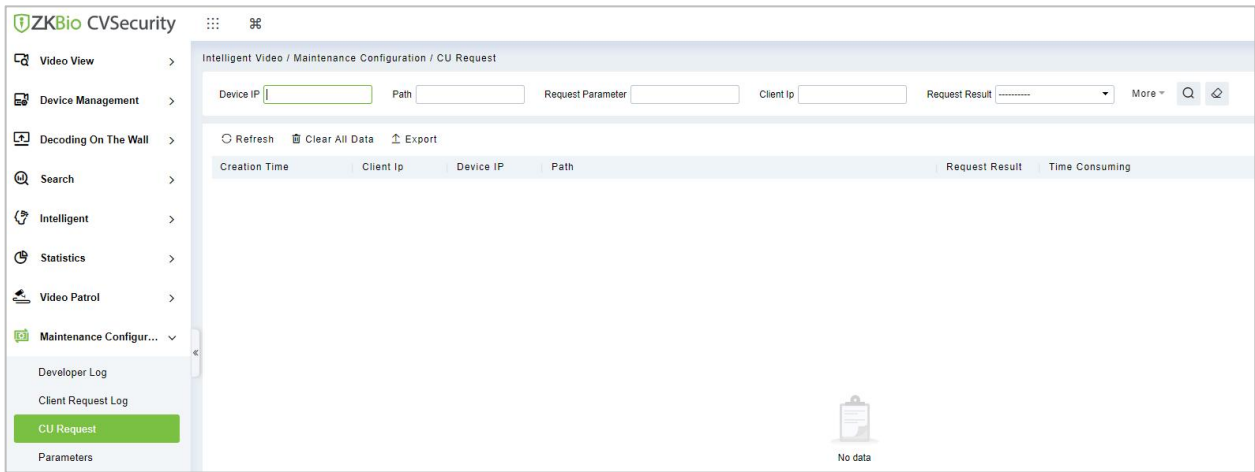 ZKBio CVSecurity
Video View
Device Management
Decoding On The Wall
Search
Intelligent
Statistics
Video Patrol
Maintenance Configur...
Developer Log
Client Request Log
CU Request
Parameters
Intelligent Video / Maintenance Configuration / CU Request
Device IP Path Request Parameter Client Ip Request Result ---------- More
Refresh Clear All Data Export
Creation Time Client Ip Device IP Path Request Result Time Consuming
No data